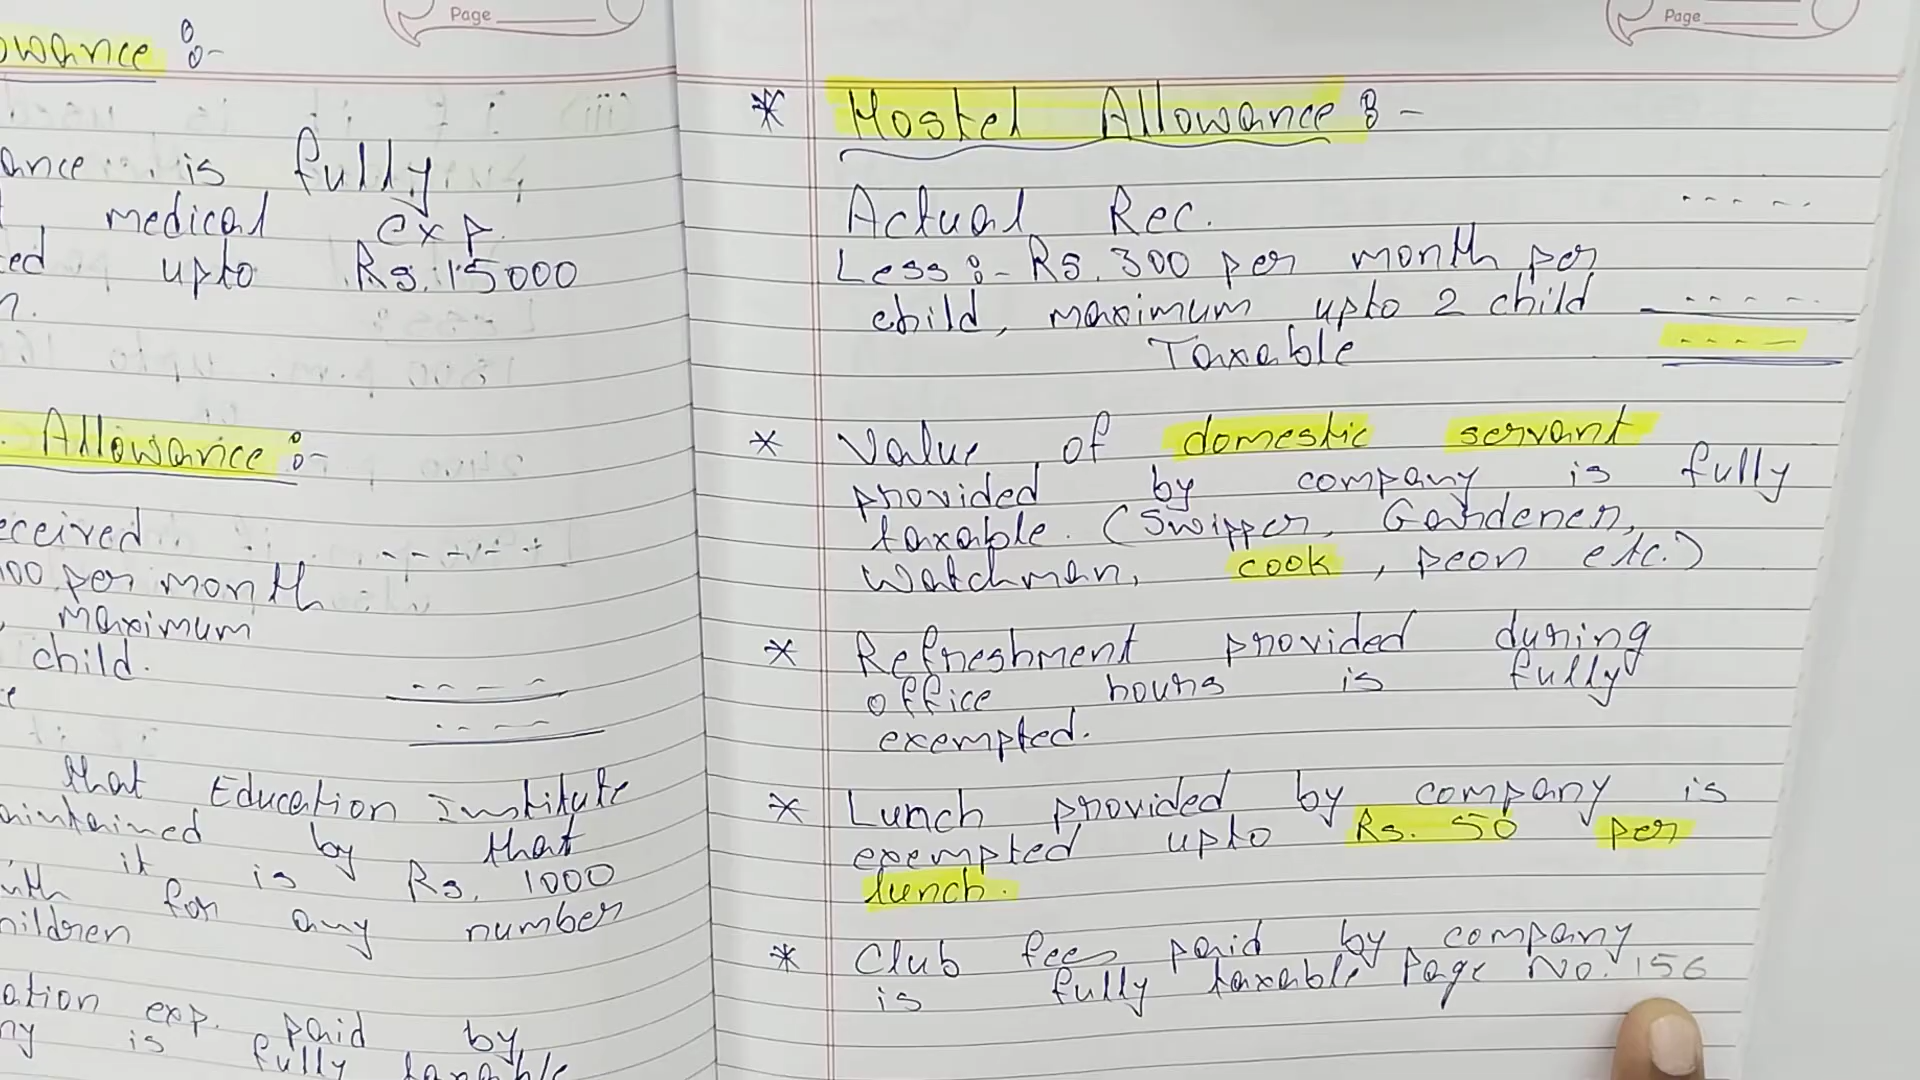 Page
owance :-
ance is fully
medical exp.
ed upto Rs. 15000
n.
Allowance :-
eceived
00 per month
maximum
child.
that Education Institute
aintained by that
it is Rs. 1000
nth for any number
hildren
ation exp. paid by
ny is fully taxable
Page
* Hostel Allowance :-
Actual Rec.
Less :- Rs. 300 per month per
child, maximum upto 2 child
Taxable
* Value of domestic servant
provided by company is fully
taxable. (Swipper, Gardener,
Watchman, cook, peon etc.)
* Refreshment provided during
office hours is fully
exempted.
* Lunch provided by company is
exempted upto Rs. 50 per
lunch.
* Club fees paid by company
is fully taxable Page No. 156